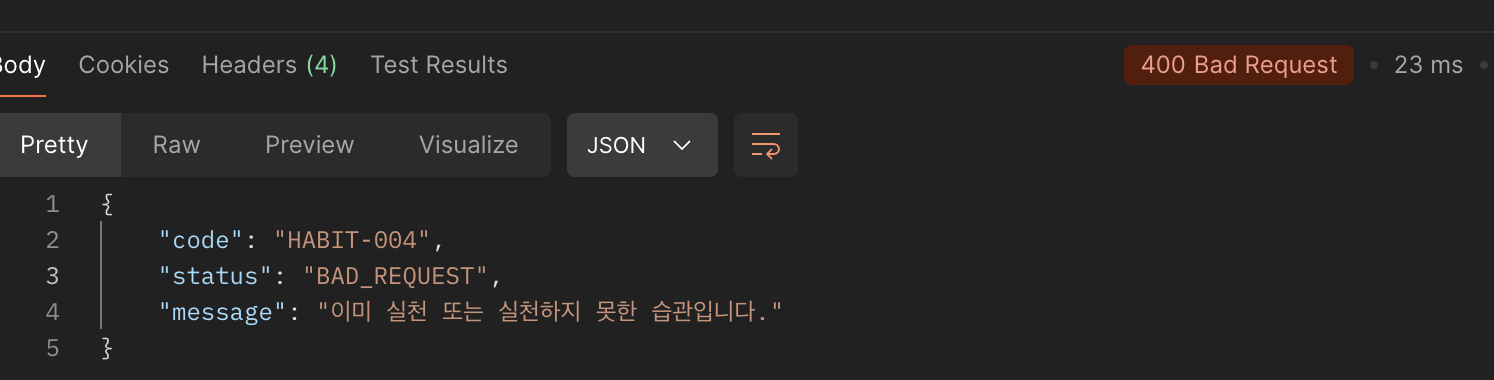 Body Cookies Headers (4) Test Results 400 Bad Request • 23 ms •
Pretty Raw Preview Visualize JSON
1 {
2 "code": "HABIT-004",
3 "status": "BAD_REQUEST",
4 "message": "이미 실천 또는 실천하지 못한 습관입니다."
5 }